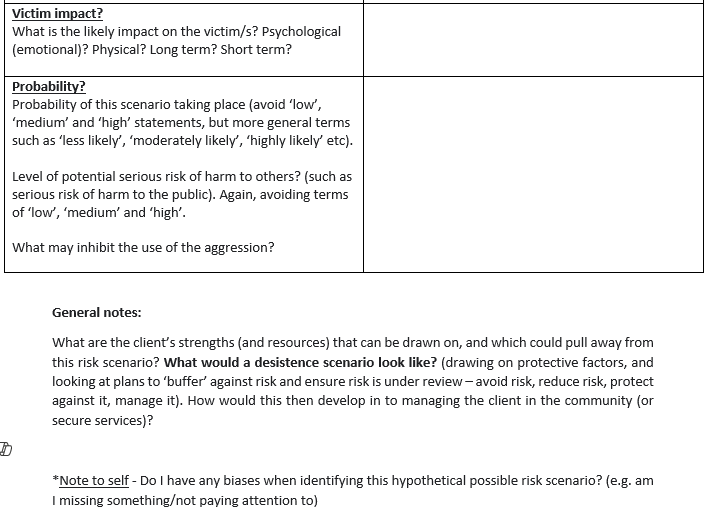 Victim impact?
What is the likely impact on the victim/s? Psychological
(emotional)? Physical? Long term? Short term?
Probability?
Probability of this scenario taking place (avoid ‘low’,
‘medium’ and ‘high’ statements, but more general terms
such as ‘less likely’, ‘moderately likely’, ‘highly likely’ etc).
Level of potential serious risk of harm to others? (such as
serious risk of harm to the public). Again, avoiding terms
of ‘low’, ‘medium’ and ‘high’.
What may inhibit the use of the aggression?
General notes:
What are the client’s strengths (and resources) that can be drawn on, and which could pull away from
this risk scenario? What would a desistence scenario look like? (drawing on protective factors, and
looking at plans to ‘buffer’ against risk and ensure risk is under review – avoid risk, reduce risk, protect
against it, manage it). How would this then develop in to managing the client in the community (or
secure services)?
*Note to self - Do I have any biases when identifying this hypothetical possible risk scenario? (e.g. am
I missing something/not paying attention to)